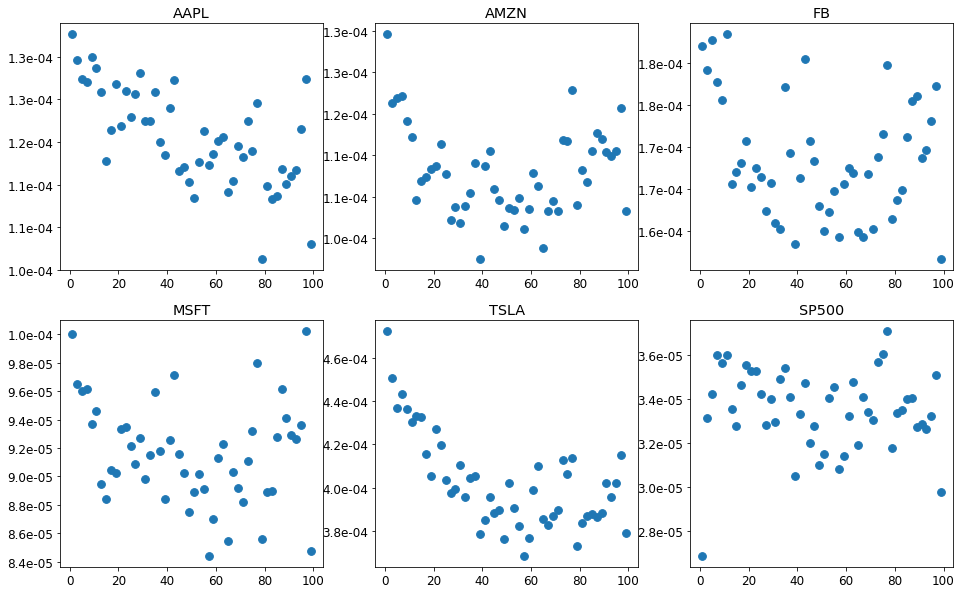 AAPL
1.3e-04
1.3e-04
1.2e-04
1.1e-04
1.1e-04
1.0e-04
0 20 40 60 80 100
AMZN
1.3e-04
1.3e-04
1.2e-04
1.1e-04
1.1e-04
1.0e-04
0 20 40 60 80 100
FB
1.8e-04
1.8e-04
1.7e-04
1.7e-04
1.6e-04
0 20 40 60 80 100
MSFT
1.0e-04
9.8e-05
9.6e-05
9.4e-05
9.2e-05
9.0e-05
8.8e-05
8.6e-05
8.4e-05
0 20 40 60 80 100
TSLA
4.6e-04
4.4e-04
4.2e-04
4.0e-04
3.8e-04
0 20 40 60 80 100
SP500
3.6e-05
3.4e-05
3.2e-05
3.0e-05
2.8e-05
0 20 40 60 80 100